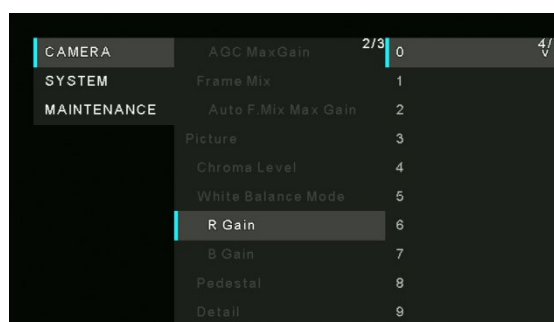 CAMERA
SYSTEM
MAINTENANCE
2/3
AGC MaxGain
Frame Mix
Auto F.Mix Max Gain
Picture
Chroma Level
White Balance Mode
R Gain
B Gain
Pedestal
Detail
4/
0
1
2
3
4
5
6
7
8
9